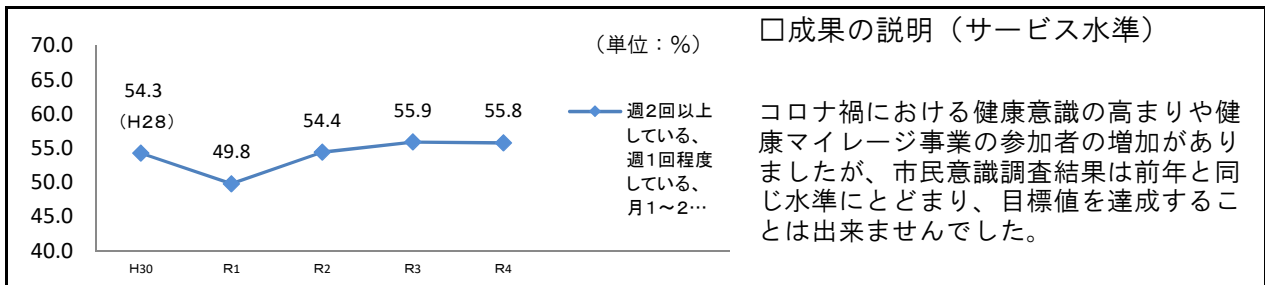 （単位：％）
70.0
65.0
60.0
55.0
50.0
45.0
40.0
54.3
（H28）
49.8
54.4
55.9
55.8
H30
R1
R2
R3
R4
週2回以上
している、
週1回程度
している、
月1～2…
□成果の説明（サービス水準）
コロナ禍における健康意識の高まりや健
康マイレージ事業の参加者の増加があり
ましたが、市民意識調査結果は前年と同
じ水準にとどまり、目標値を達成するこ
とは出来ませんでした。